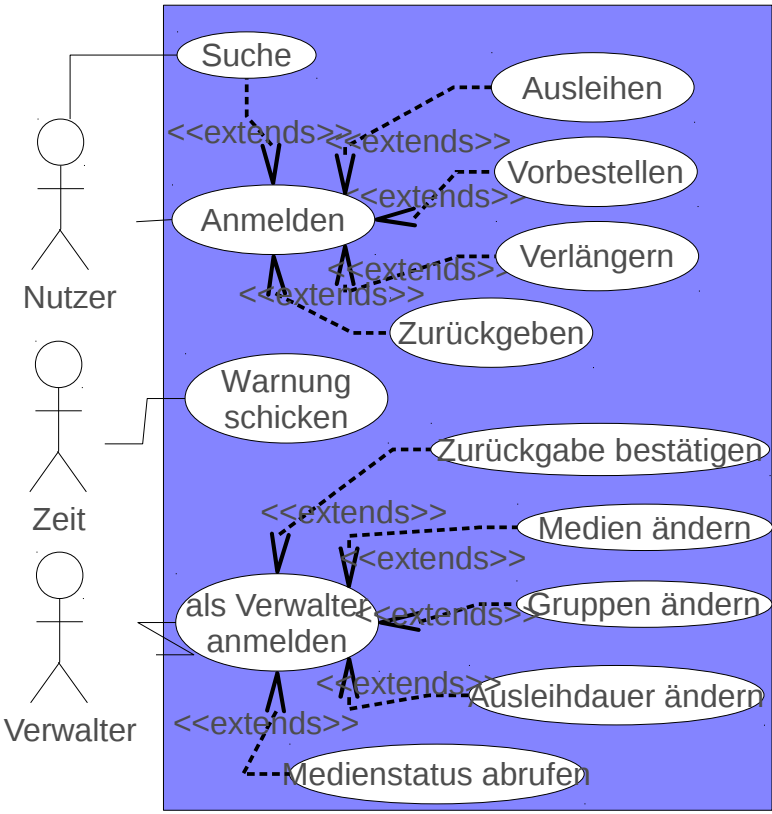 Suche
Ausleihen
<<extends>>
<<extends>>
Vorbestellen
<<extends>>
Anmelden
Verlängern
<<extends>>
<<extends>>
Nutzer
Zurückgeben
Warnung
schicken
Zurückgabe bestätigen
Zeit
<<extends>>
Medien ändern
<<extends>>
als Verwalter
anmelden
Gruppen ändern
<<extends>>
<<extends>>
Ausleihdauer ändern
Verwalter
<<extends>>
Medienstatus abrufen